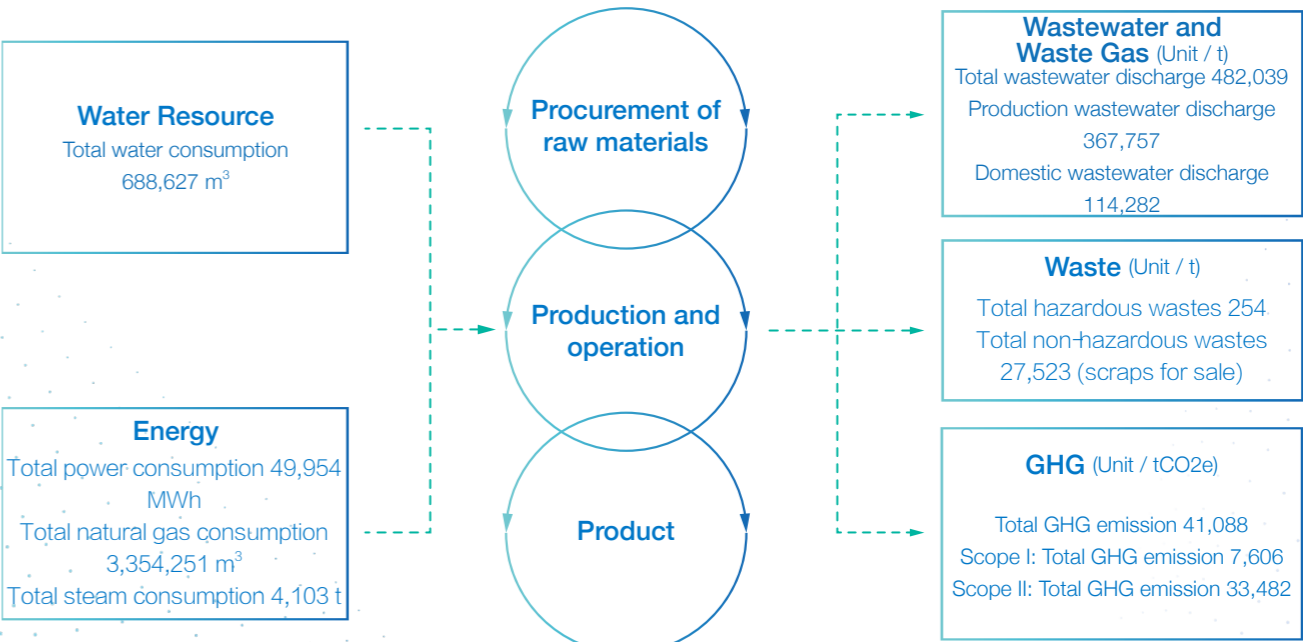 Water Resource
Total water consumption
688,627 m³
Energy
Total power consumption 49,954
MWh
Total natural gas consumption
3,354,251 m³
Total steam consumption 4,103 t
Procurement of
raw materials
Production and
operation
Product
Wastewater and
Waste Gas (Unit / t)
Total wastewater discharge 482,039
Production wastewater discharge
367,757
Domestic wastewater discharge
114,282
Waste (Unit / t)
Total hazardous wastes 254
Total non-hazardous wastes
27,523 (scraps for sale)
GHG (Unit / tCO2e)
Total GHG emission 41,088
Scope I: Total GHG emission 7,606
Scope II: Total GHG emission 33,482